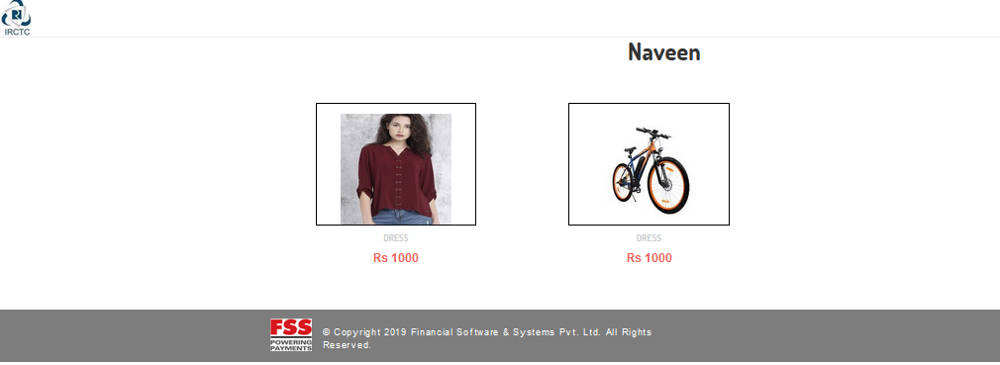 IRCTC
Naveen
DRESS
DRESS
Rs 1000
Rs 1000
FSS
POWERING
PAYMENTS
© Copyright 2019 Financial Software & Systems Pvt. Ltd. All Rights
Reserved.